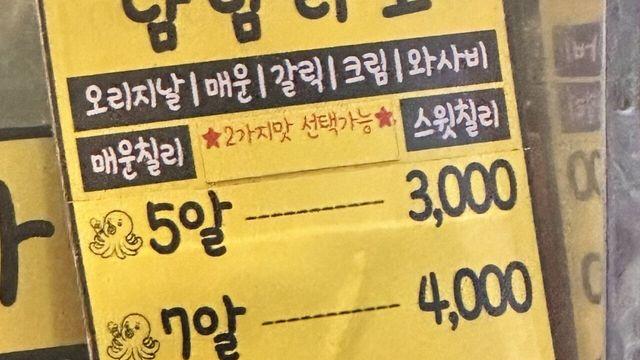 오리지날 | 매운 | 갈릭 | 크림 | 와사비
매운칠리 ★2가지맛 선택가능★ 스윗칠리
5알 ---------- 3,000
7알 ---------- 4,000